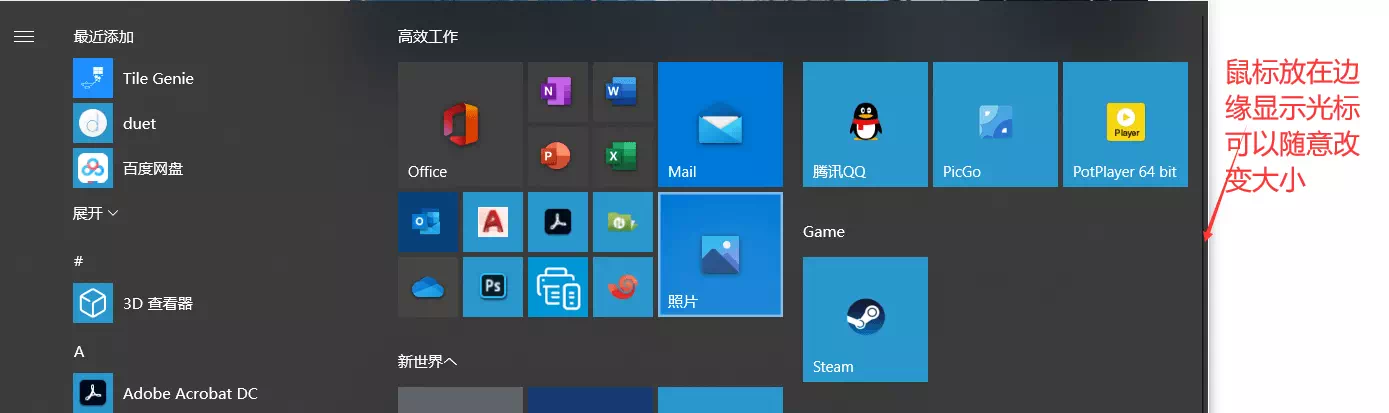 最近添加
Tile Genie
duet
百度网盘
展开
#
3D 查看器
A
Adobe Acrobat DC
高效工作
Office
Mail
照片
新世界へ
腾讯QQ
PicGo
Player
PotPlayer 64 bit
Game
Steam
鼠标放在边
缘显示光标
可以随意改
变大小